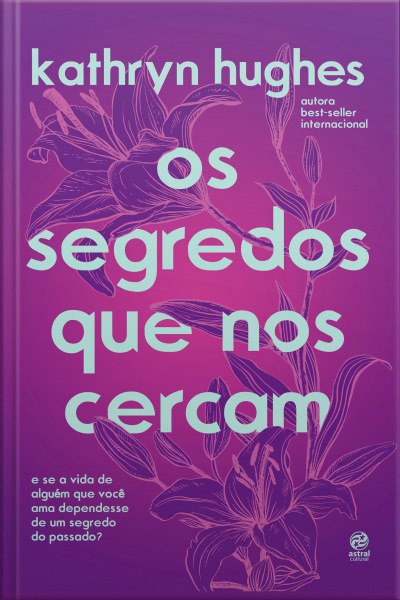 kathryn hughes
autora
best-seller
internacional
os
segredos
que nos
cercam
e se a vida de
alguém que você
ama dependesse
de um segredo
do passado?
astral
cultural